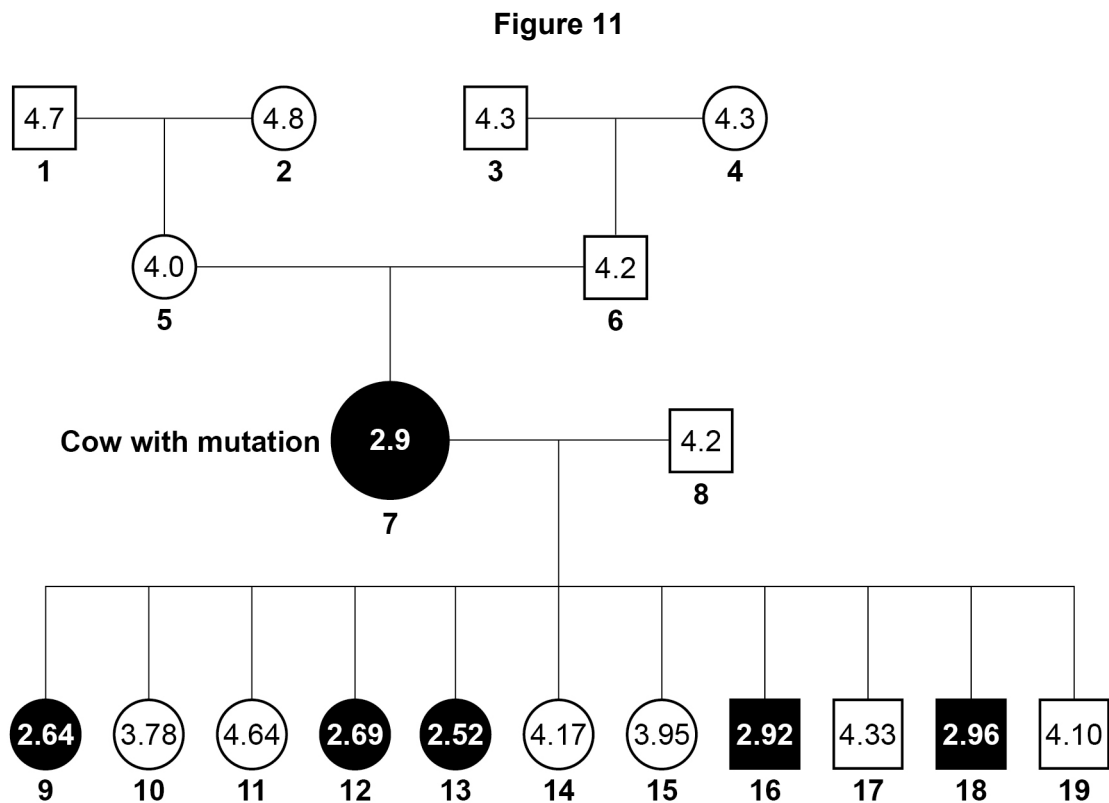 Figure 11
4.7 4.8 4.3 4.3
1 2 3 4
4.0 4.2
5 6
Cow with mutation 2.9 4.2
7 8
2.64 3.78 4.64 2.69 2.52 4.17 3.95 2.92 4.33 2.96 4.10
9 10 11 12 13 14 15 16 17 18 19